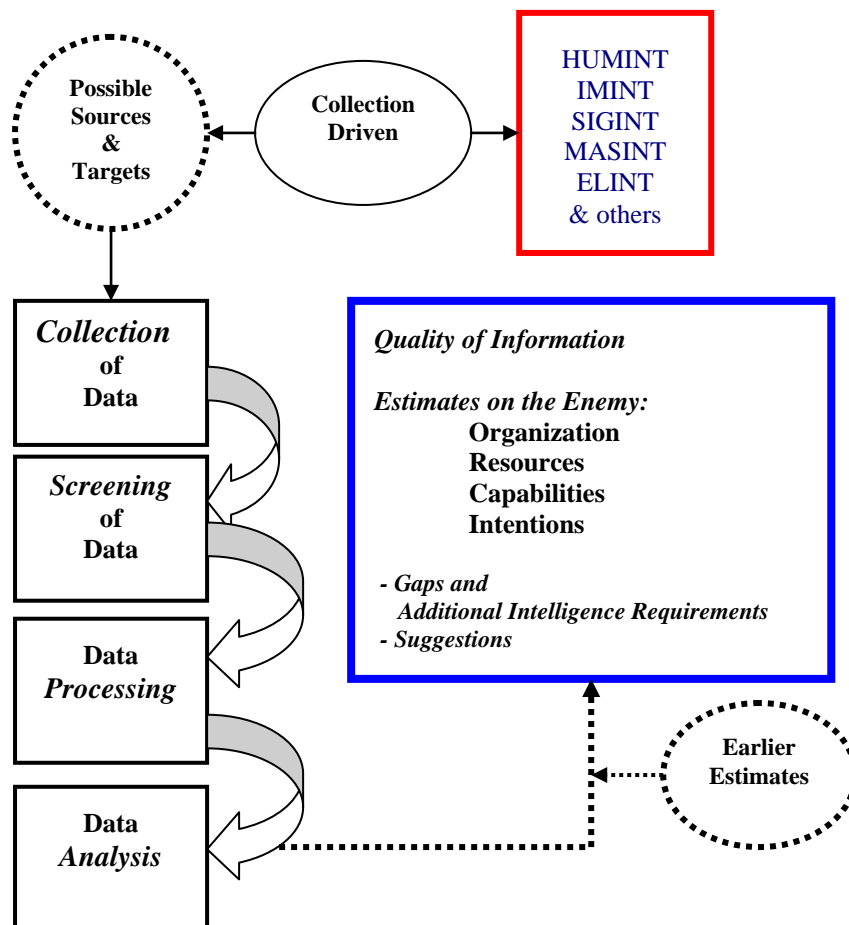 Possible
Sources
&
Targets
Collection
Driven
HUMINT
IMINT
SIGINT
MASINT
ELINT
& others
Collection
of
Data
Screening
of
Data
Data
Processing
Data
Analysis
Quality of Information
Estimates on the Enemy:
Organization
Resources
Capabilities
Intentions
- Gaps and
Additional Intelligence Requirements
- Suggestions
Earlier
Estimates